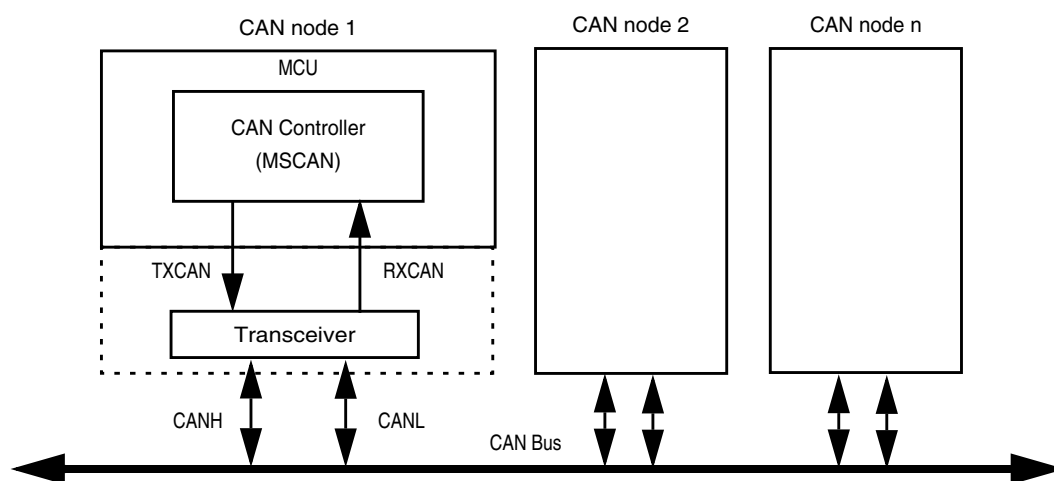 CAN node 1
CAN node 2
CAN node n
MCU
CAN Controller
(MSCAN)
TXCAN
RXCAN
Transceiver
CANH
CANL
CAN Bus